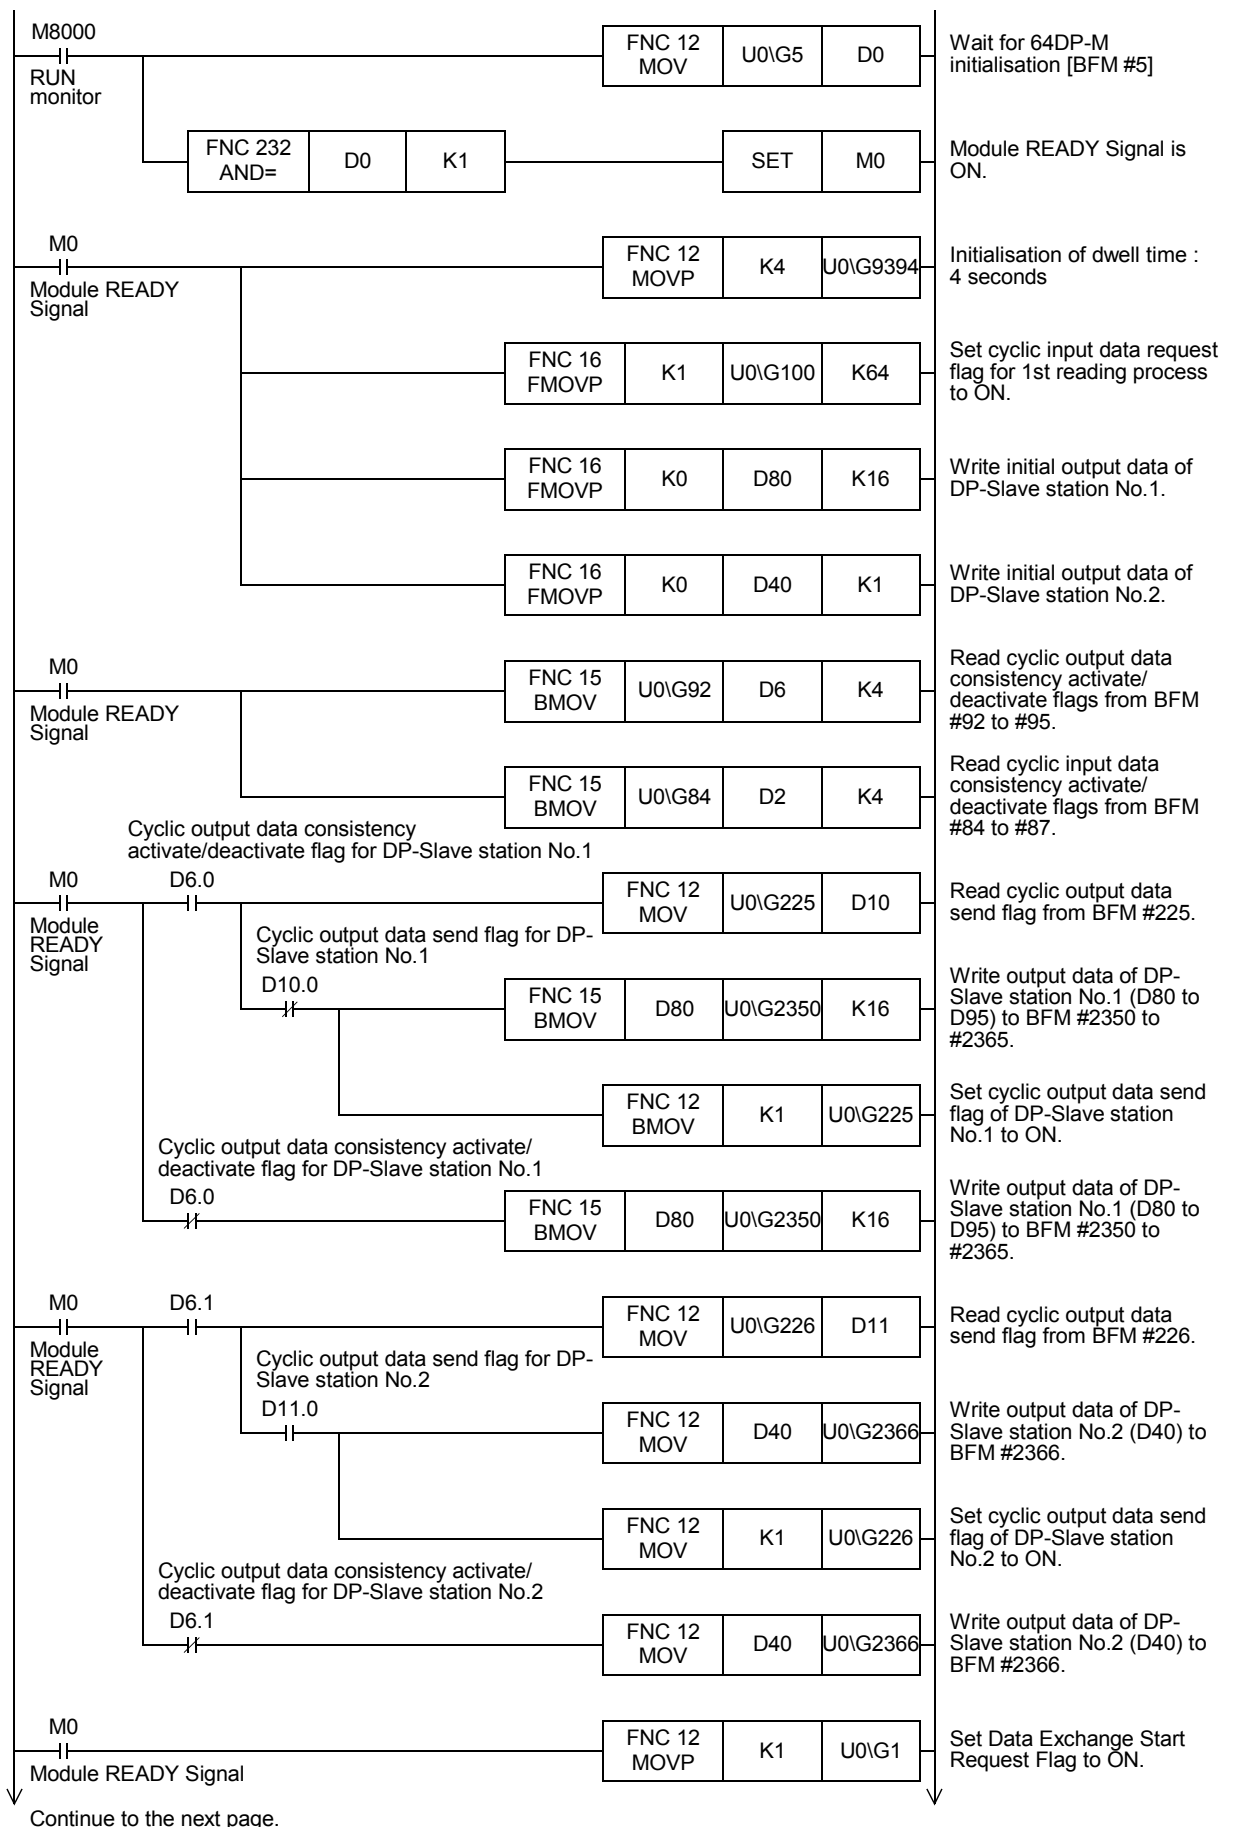 M8000
RUN
monitor
FNC 12
MOV
U0\G5
D0
Wait for 64DP-M
initialisation [BFM #5]
FNC 232
AND=
D0
K1
SET
M0
Module READY Signal is
ON.
M0
Module READY
Signal
FNC 12
MOVP
K4
U0\G9394
Initialisation of dwell time :
4 seconds
FNC 16
FMOVP
K1
U0\G100
K64
Set cyclic input data request
flag for 1st reading process
to ON.
FNC 16
FMOVP
K0
D80
K16
Write initial output data of
DP-Slave station No.1.
FNC 16
FMOVP
K0
D40
K1
Write initial output data of
DP-Slave station No.2.
M0
Module READY
Signal
FNC 15
BMOV
U0\G92
D6
K4
Read cyclic output data
consistency activate/
deactivate flags from BFM
#92 to #95.
FNC 15
BMOV
U0\G84
D2
K4
Read cyclic input data
consistency activate/
deactivate flags from BFM
#84 to #87.
Cyclic output data consistency
activate/deactivate flag for DP-Slave station No.1
M0
Module
READY
Signal
D6.0
FNC 12
MOV
U0\G225
D10
Read cyclic output data
send flag from BFM #225.
Cyclic output data send flag for DP-
Slave station No.1
D10.0
FNC 15
BMOV
D80
U0\G2350
K16
Write output data of DP-
Slave station No.1 (D80 to
D95) to BFM #2350 to
#2365.
FNC 12
BMOV
K1
U0\G225
Set cyclic output data send
flag of DP-Slave station
No.1 to ON.
Cyclic output data consistency activate/
deactivate flag for DP-Slave station No.1
D6.0
FNC 15
BMOV
D80
U0\G2350
K16
Write output data of DP-
Slave station No.1 (D80 to
D95) to BFM #2350 to
#2365.
M0
Module
READY
Signal
D6.1
FNC 12
MOV
U0\G226
D11
Read cyclic output data
send flag from BFM #226.
Cyclic output data send flag for DP-
Slave station No.2
D11.0
FNC 12
MOV
D40
U0\G2366
Write output data of DP-
Slave station No.2 (D40) to
BFM #2366.
FNC 12
MOV
K1
U0\G226
Set cyclic output data send
flag of DP-Slave station
No.2 to ON.
Cyclic output data consistency activate/
deactivate flag for DP-Slave station No.2
D6.1
FNC 12
MOV
D40
U0\G2366
Write output data of DP-
Slave station No.2 (D40) to
BFM #2366.
M0
Module READY Signal
FNC 12
MOVP
K1
U0\G1
Set Data Exchange Start
Request Flag to ON.
Continue to the next page.